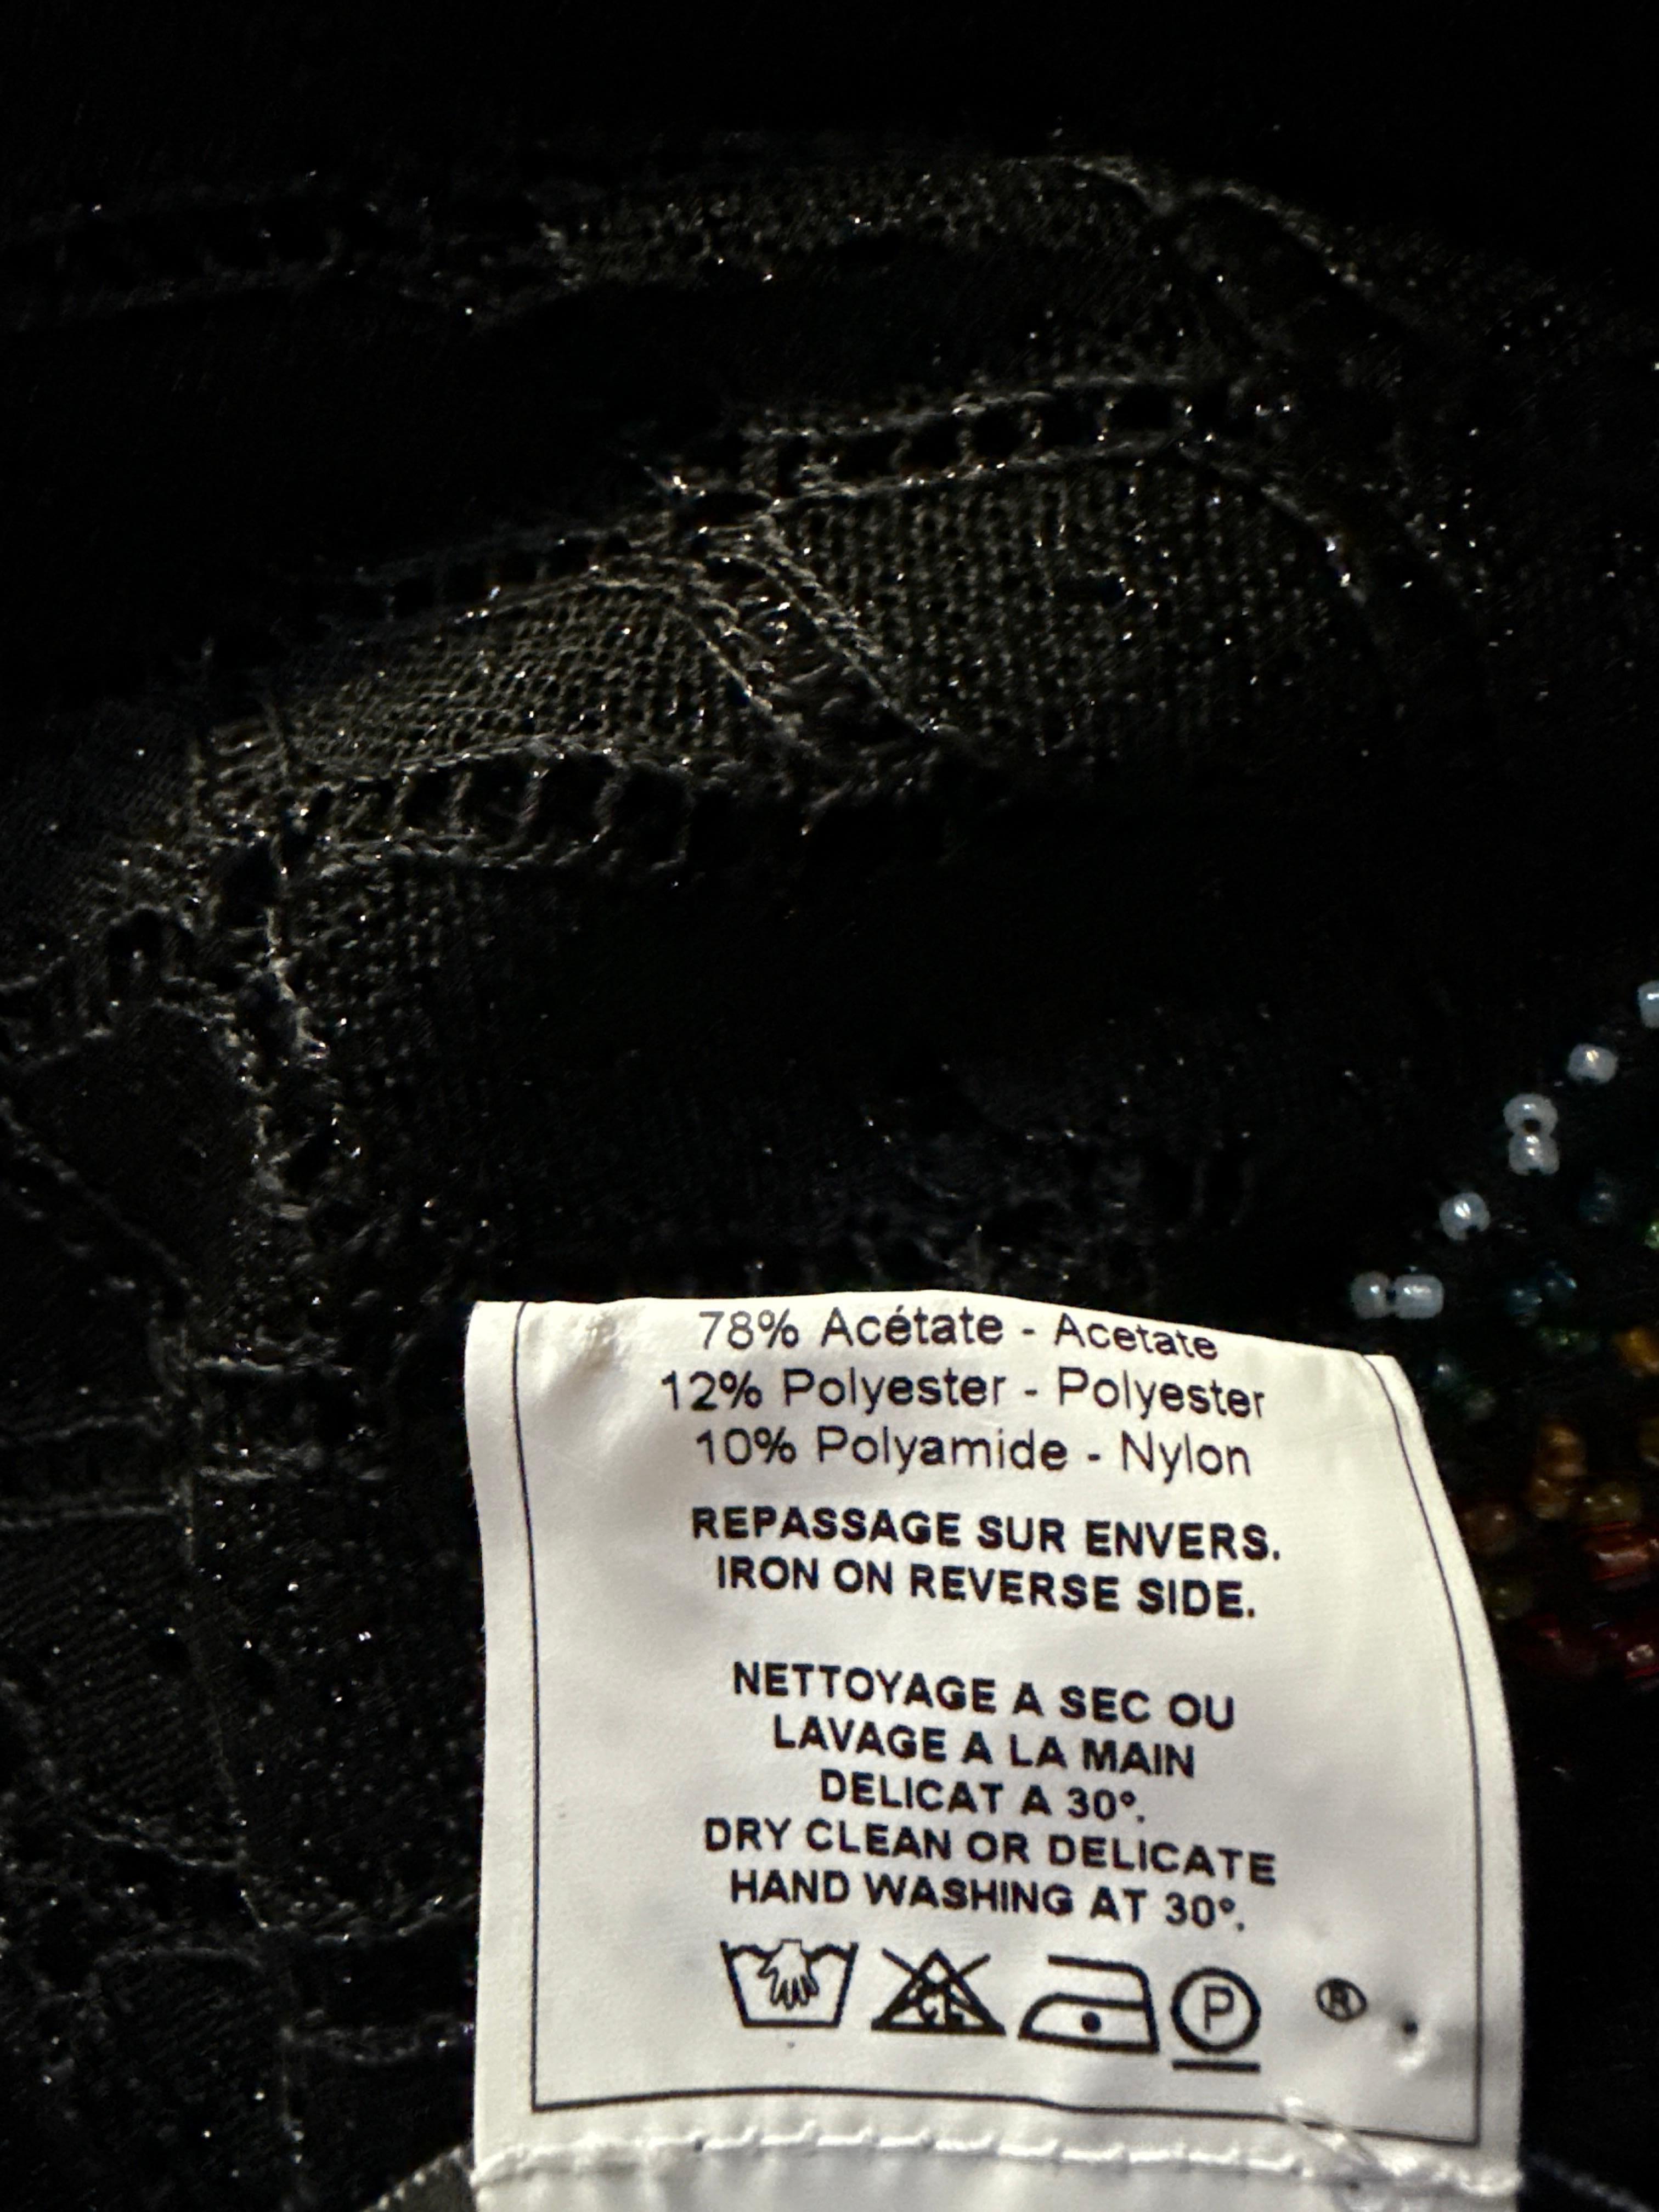 78% Acétate - Acetate
12% Polyester - Polyester
10% Polyamide - Nylon
REPASSAGE SUR ENVERS.
IRON ON REVERSE SIDE.
NETTOYAGE A SEC OU
LAVAGE A LA MAIN
DELICAT A 30°.
DRY CLEAN OR DELICATE
HAND WASHING AT 30°.
CL P ®